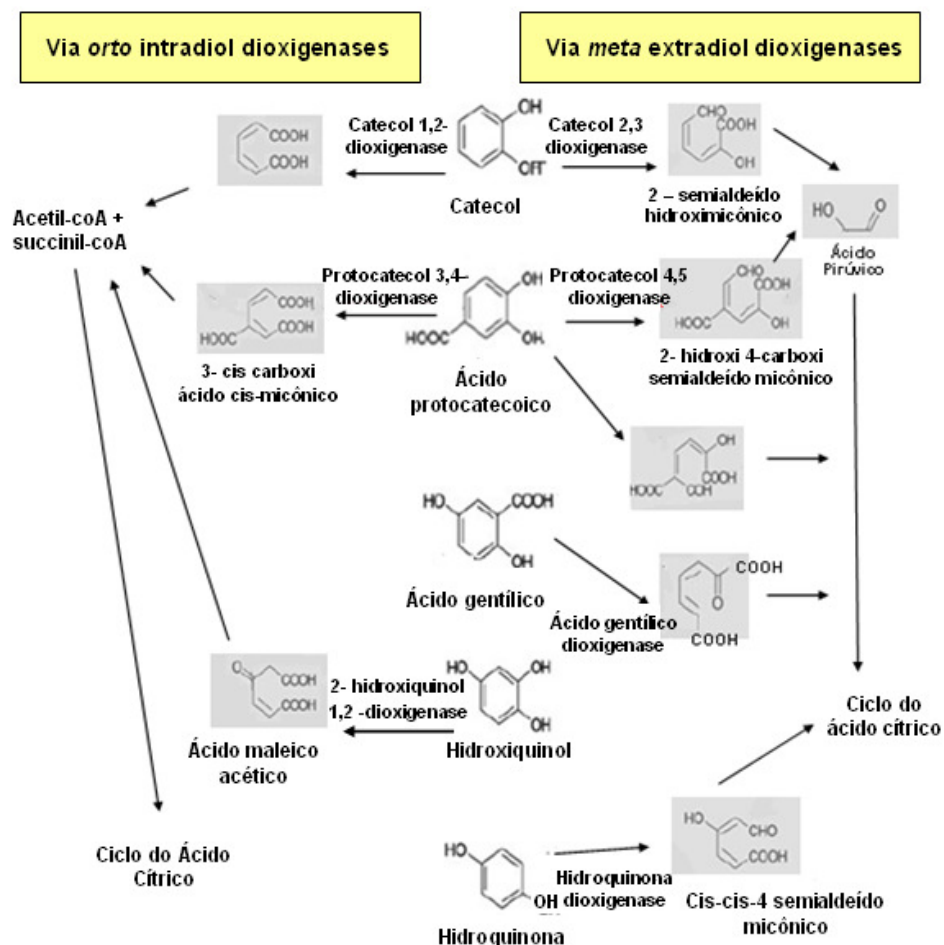 Via orto intradiol dioxigenases
Via meta extradiol dioxigenases
COOH
COOH
Catecol 1,2-
dioxigenase
OH
Catecol
Catecol 2,3
dioxigenase
CHO
COOH
OH
2 – semialdeído
hidroximicônico
HO
O
Ácido
Pirúvico
Acetil-coA +
succinil-coA
COOH
COOH
HOOC
3- cis carboxi
ácido cis-micônico
Protocatecol 3,4–
dioxigenase
OH
HOOC
OH
Ácido
protocatecoico
Protocatecol 4,5
dioxigenase
CHO
COOH
HOOC
OH
2- hidroxi 4-carboxi
semialdeído micônico
OH
COOH
HOOC
HO
COOH
OH
Ácido gentílico
Ácido gentílico
dioxigenase
COOH
O
COOH
O
COOH
COOH
Ácido maleico
acético
2- hidroxiquinol
1,2 -dioxigenase
HO
OH
OH
Hidroxiquinol
Ciclo do
ácido cítrico
Ciclo do Ácido
Cítrico
HO
OH
Hidroquinona
Hidroquinona
dioxigenase
HO
CHO
COOH
Cis-cis-4 semialdeído
micônico